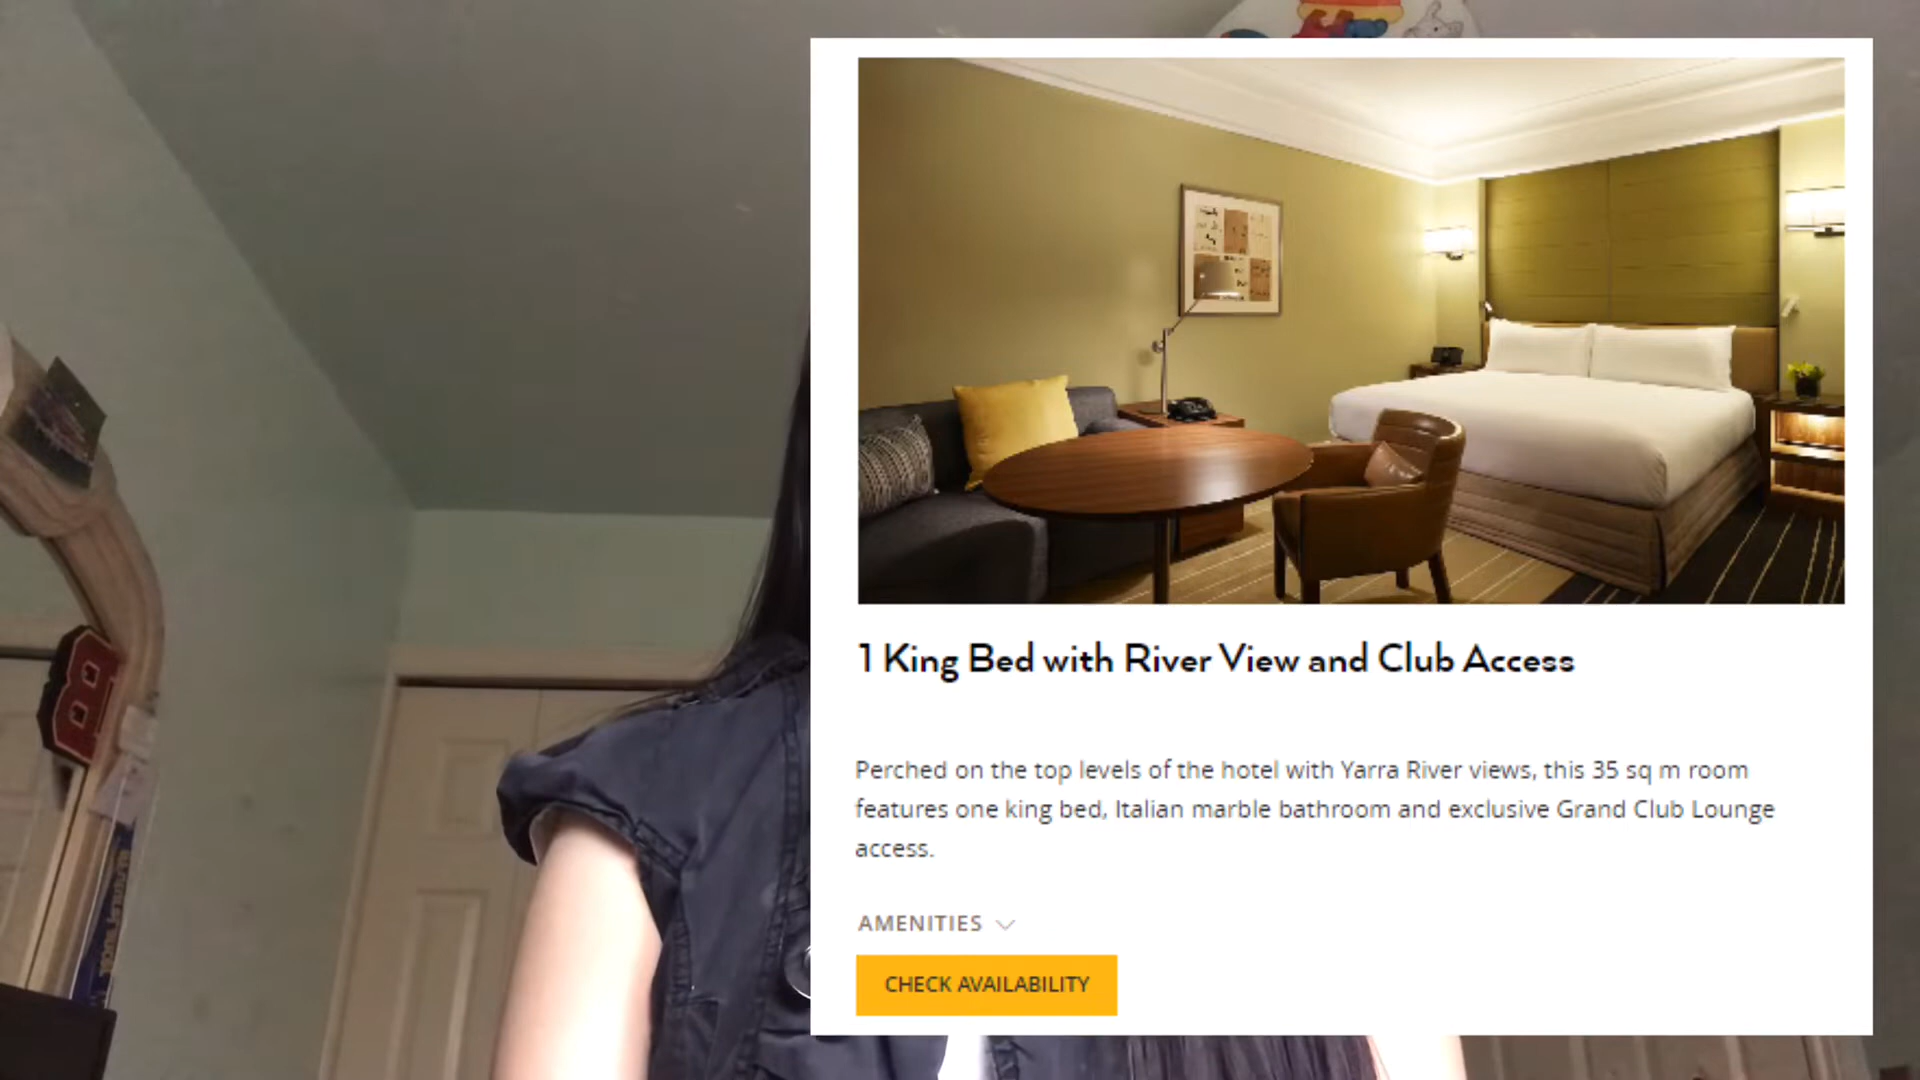 1 King Bed with River View and Club Access
Perched on the top levels of the hotel with Yarra River views, this 35 sq m room
features one king bed, Italian marble bathroom and exclusive Grand Club Lounge
access.
AMENITIES
CHECK AVAILABILITY
B